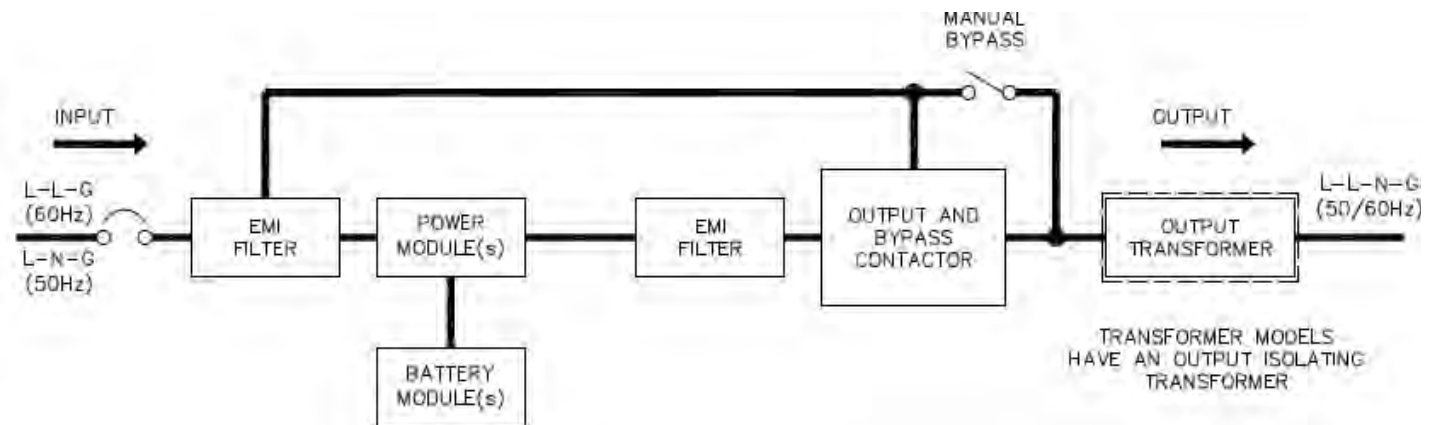 MANUAL
BYPASS
INPUT
OUTPUT
L-L-G
(60Hz)
L-N-G
(50Hz)
EMI
FILTER
POWER
MODULE(s)
EMI
FILTER
OUTPUT AND
BYPASS
CONTACTOR
OUTPUT
TRANSFORMER
L-L-N-G
(50/60Hz)
BATTERY
MODULE(s)
TRANSFORMER MODELS
HAVE AN OUTPUT ISOLATING
TRANSFORMER